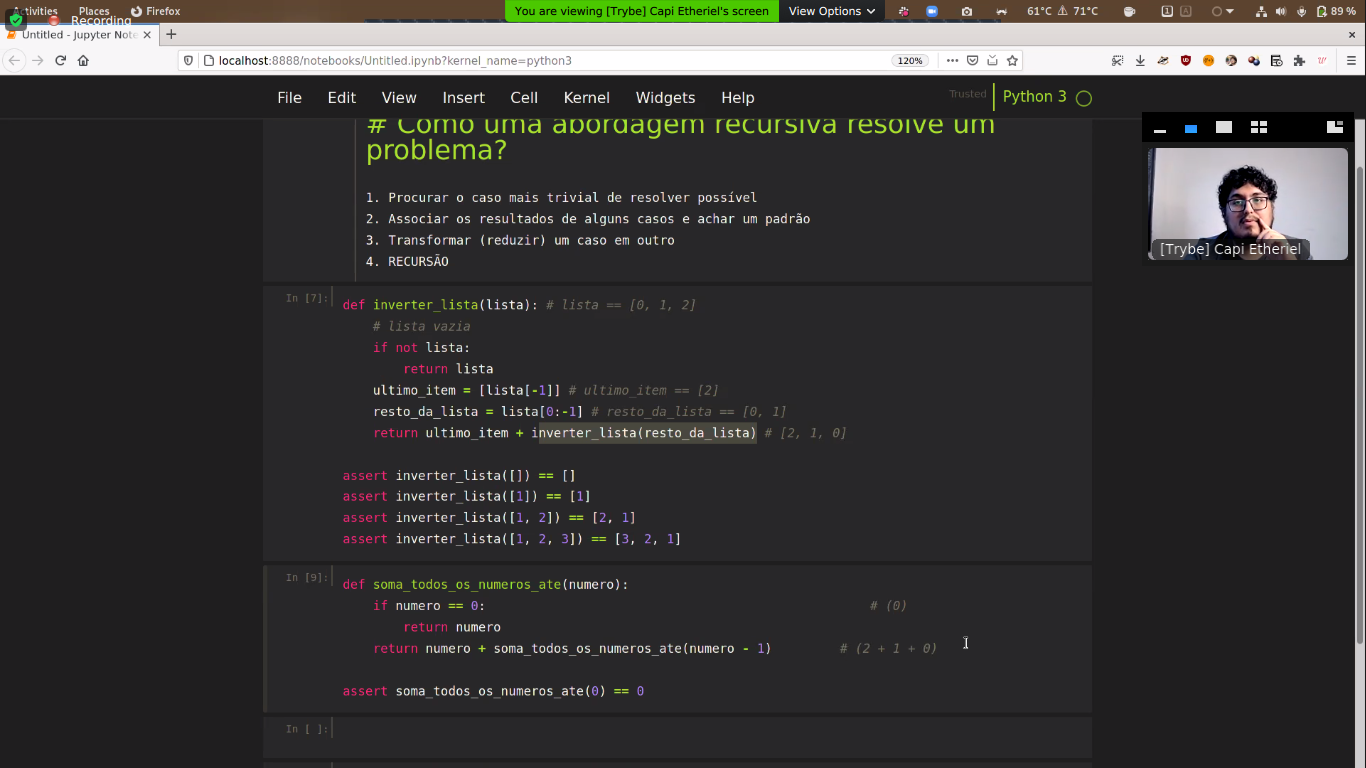 Activities Places Firefox
Recording
You are viewing [Trybe] Capi Etheriel's screen View Options
61°C 71°C 1 A 89 %
Untitled - Jupyter Note
localhost:8888/notebooks/Untitled.ipynb?kernel_name=python3 120%
File Edit View Insert Cell Kernel Widgets Help Trusted Python 3
# Como uma abordagem recursiva resolve um
problema?
1. Procurar o caso mais trivial de resolver possível
2. Associar os resultados de alguns casos e achar um padrão
3. Transformar (reduzir) um caso em outro
4. RECURSÃO
[Trybe] Capi Etheriel
In [7]: def inverter_lista(lista): # lista == [0, 1, 2]
# lista vazia
if not lista:
return lista
ultimo_item = [lista[-1]] # ultimo_item == [2]
resto_da_lista = lista[0:-1] # resto_da_lista == [0, 1]
return ultimo_item + inverter_lista(resto_da_lista) # [2, 1, 0]
assert inverter_lista([]) == []
assert inverter_lista([1]) == [1]
assert inverter_lista([1, 2]) == [2, 1]
assert inverter_lista([1, 2, 3]) == [3, 2, 1]
In [9]: def soma_todos_os_numeros_ate(numero):
if numero == 0: # (0)
return numero
return numero + soma_todos_os_numeros_ate(numero - 1) # (2 + 1 + 0)
assert soma_todos_os_numeros_ate(0) == 0
In [ ]: